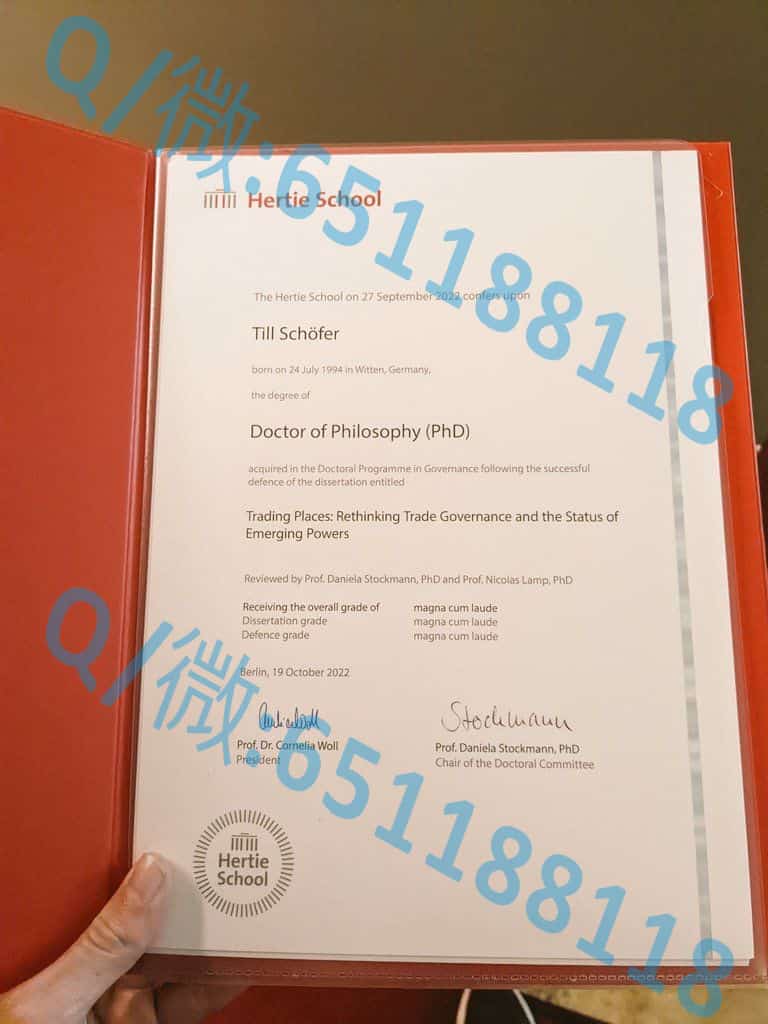 Q/微:651188118
Hertie School
The Hertie School on 27 September 2022 confers upon
Till Schöfer
born on 24 July 1994 in Witten, Germany,
the degree of
Doctor of Philosophy (PhD)
acquired in the Doctoral Programme in Governance following the successful
defence of the dissertation entitled
Trading Places: Rethinking Trade Governance and the Status of
Emerging Powers
Reviewed by Prof. Daniela Stockmann, PhD and Prof. Nicolas Lamp, PhD
Receiving the overall grade of magna cum laude
Dissertation grade magna cum laude
Defence grade magna cum laude
Berlin, 19 October 2022
Q/微:651188118
Stockmann
Prof. Dr. Cornelia Woll Prof. Daniela Stockmann, PhD
President Chair of the Doctoral Committee
Hertie
School